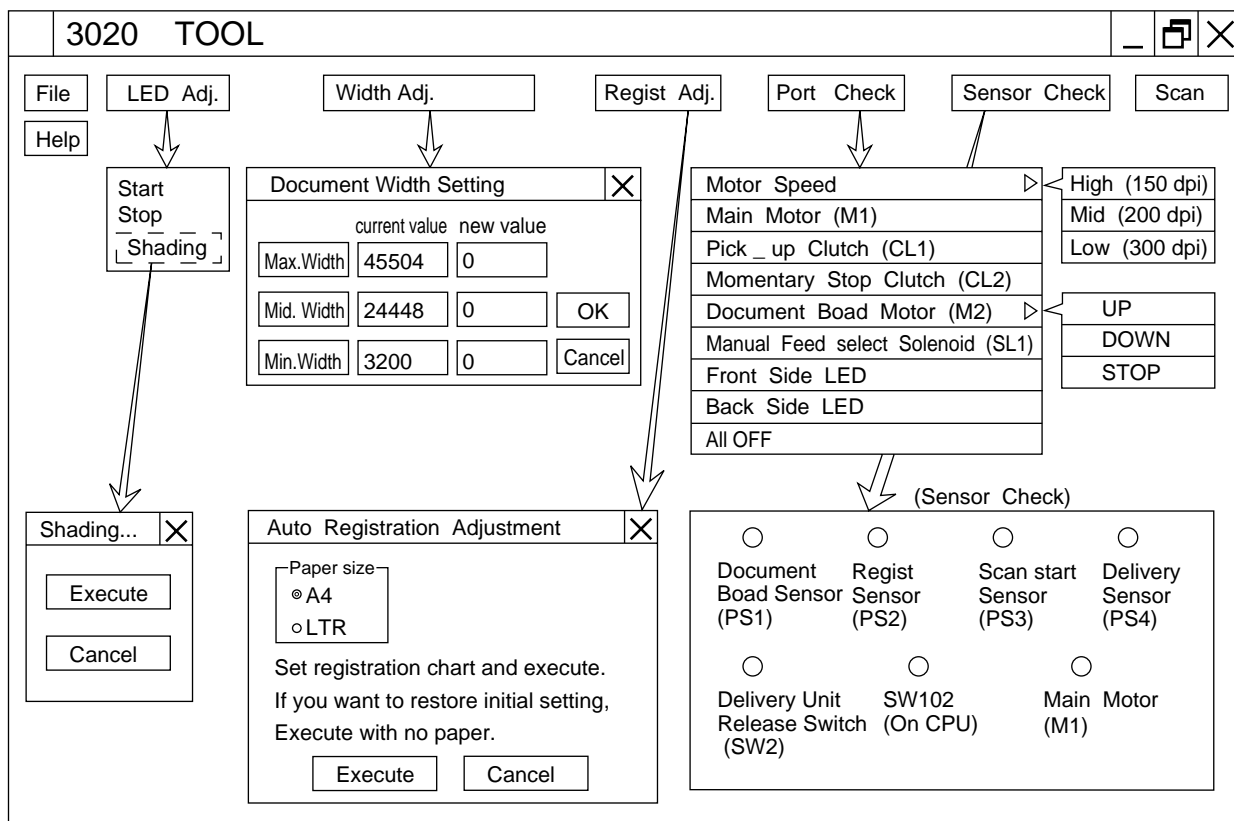 3020 TOOL
File
LED Adj.
Width Adj.
Regist Adj.
Port Check
Sensor Check
Scan
Help
Start
Stop
Shading
Document Width Setting
current value new value
Max.Width 45504 0
Mid. Width 24448 0 OK
Min.Width 3200 0 Cancel
Motor Speed
Main Motor (M1)
Pick _ up Clutch (CL1)
Momentary Stop Clutch (CL2)
Document Boad Motor (M2)
Manual Feed select Solenoid (SL1)
Front Side LED
Back Side LED
All OFF
High (150 dpi)
Mid (200 dpi)
Low (300 dpi)
UP
DOWN
STOP
Shading...
Execute
Cancel
Auto Registration Adjustment
Paper size
A4
LTR
Set registration chart and execute.
If you want to restore initial setting,
Execute with no paper.
Execute Cancel
(Sensor Check)
Document
Boad Sensor
(PS1)
Regist
Sensor
(PS2)
Scan start
Sensor
(PS3)
Delivery
Sensor
(PS4)
Delivery Unit
Release Switch
(SW2)
SW102
(On CPU)
Main Motor
(M1)